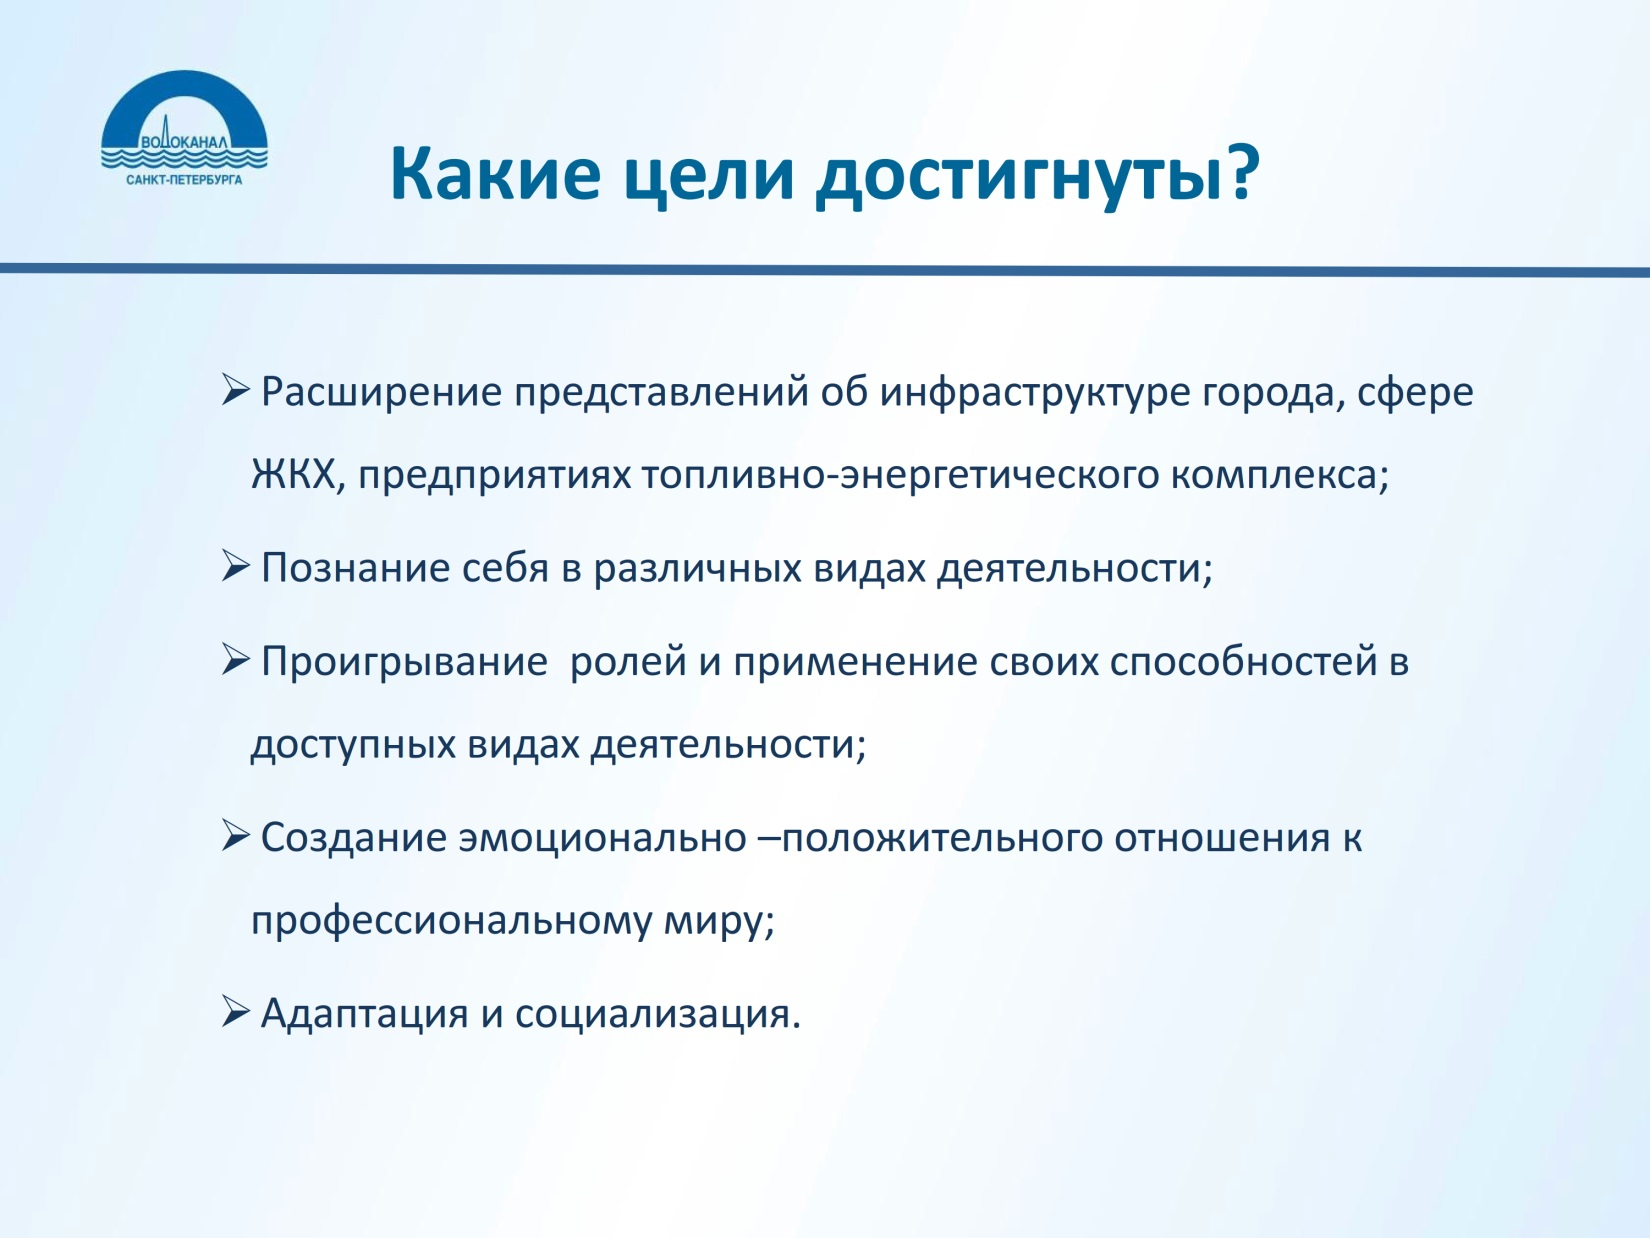 ВОДОКАНАЛ
САНКТ-ПЕТЕРБУРГА
Какие цели достигнуты?
➢ Расширение представлений об инфраструктуре города, сфере
ЖКХ, предприятиях топливно-энергетического комплекса;
➢ Познание себя в различных видах деятельности;
➢ Проигрывание  ролей и применение своих способностей в
доступных видах деятельности;
➢ Создание эмоционально –положительного отношения к
профессиональному миру;
➢ Адаптация и социализация.